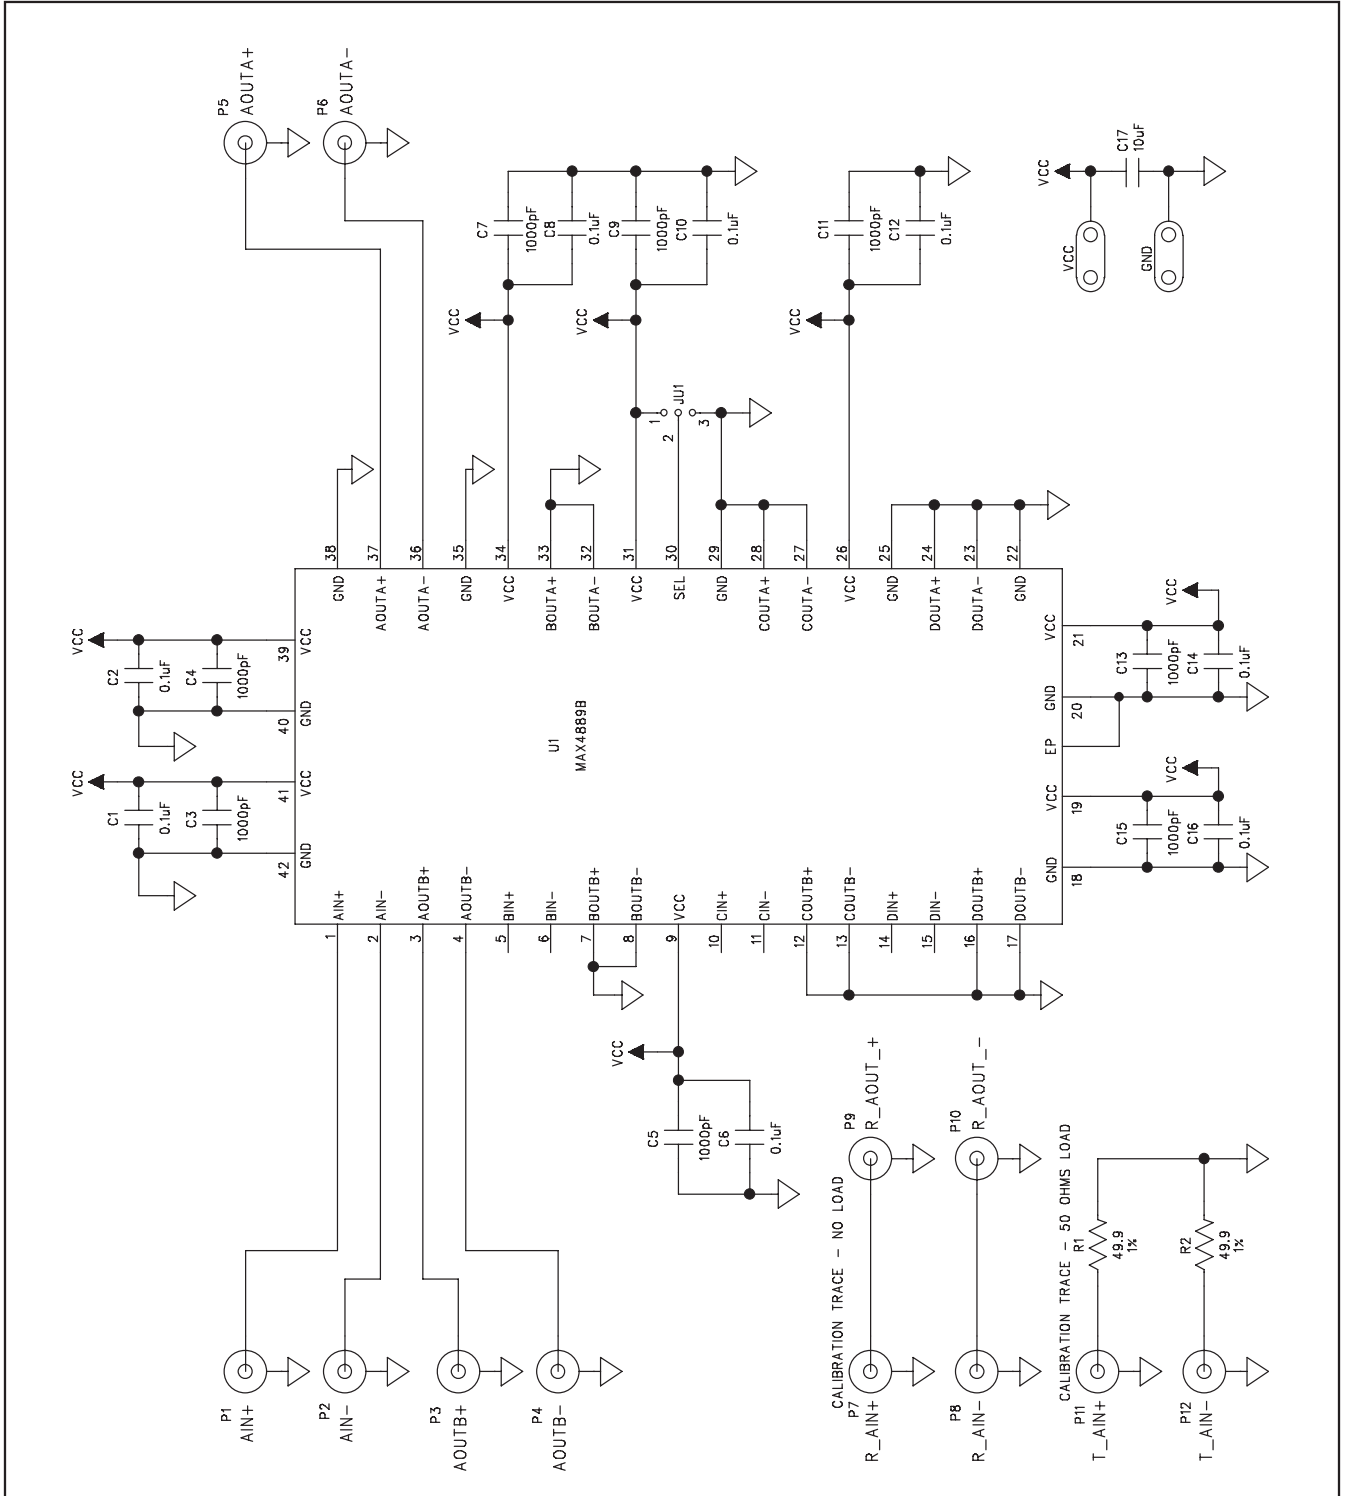 P5
AOUTA+
P6
AOUTA-
C7
1000pF
C8
0.1uF
C9
1000pF
C10
0.1uF
C11
1000pF
C12
0.1uF
VCC
C17
10uF
VCC
GND
VCC
VCC
VCC
1
2
3
JU1
38
37
36
35
34
33
32
31
30
29
28
27
26
25
24
23
22
GND
AOUTA+
AOUTA-
GND
VCC
BOUTA+
BOUTA-
VCC
SEL
GND
COUTA+
COUTA-
VCC
GND
DOUTA+
DOUTA-
GND
VCC
C2
0.1uF
C4
1000pF
39
VCC
40
GND
VCC
C1
0.1uF
C3
1000pF
41
VCC
42
GND
U1
MAX4889B
VCC
21
GND
20
EP
VCC
19
GND
18
VCC
C13
1000pF
C14
0.1uF
VCC
C15
1000pF
C16
0.1uF
AIN+
AIN-
AOUTB+
AOUTB-
BIN+
BIN-
BOUTB+
BOUTB-
VCC
CIN+
CIN-
COUTB+
COUTB-
DIN+
DIN-
DOUTB+
DOUTB-
1
2
3
4
5
6
7
8
9
10
11
12
13
14
15
16
17
VCC
C5
1000pF
C6
0.1uF
P1
AIN+
P2
AIN-
P3
AOUTB+
P4
AOUTB-
CALIBRATION TRACE - NO LOAD
P7
R_AIN+
P9
R_AOUT_+
P8
R_AIN-
P10
R_AOUT_-
CALIBRATION TRACE - 50 OHMS LOAD
P11
T_AIN+
R1
49.9
1%
P12
T_AIN-
R2
49.9
1%